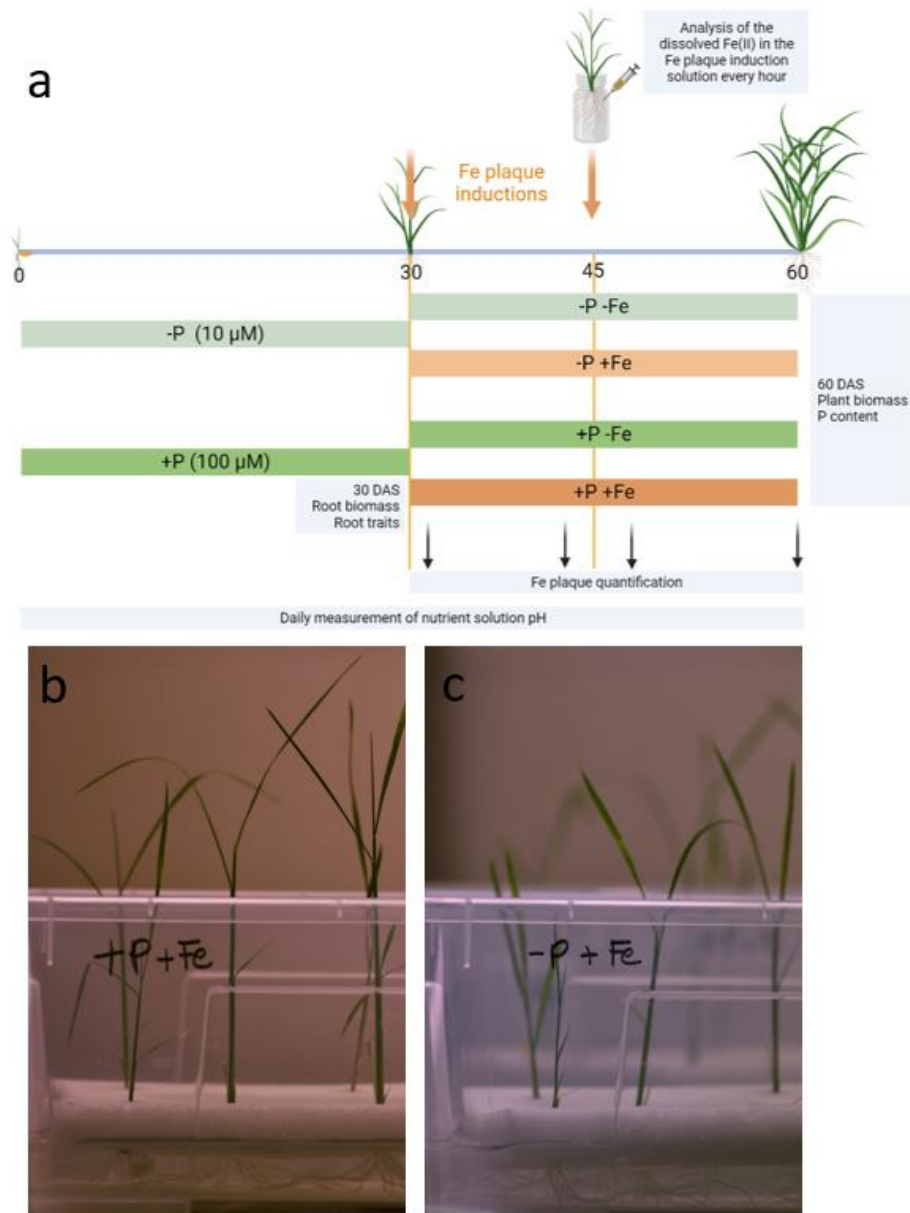 a
Analysis of the
dissolved Fe(II) in the
Fe plaque induction
solution every hour
Fe plaque
inductions
0
30
45
60
-P -Fe
-P (10 µM)
-P +Fe
+P -Fe
+P (100 µM)
+P +Fe
60 DAS
Plant biomass
P content
30 DAS
Root biomass
Root traits
Fe plaque quantification
Daily measurement of nutrient solution pH
b
+P+Fe
c
-P + Fe